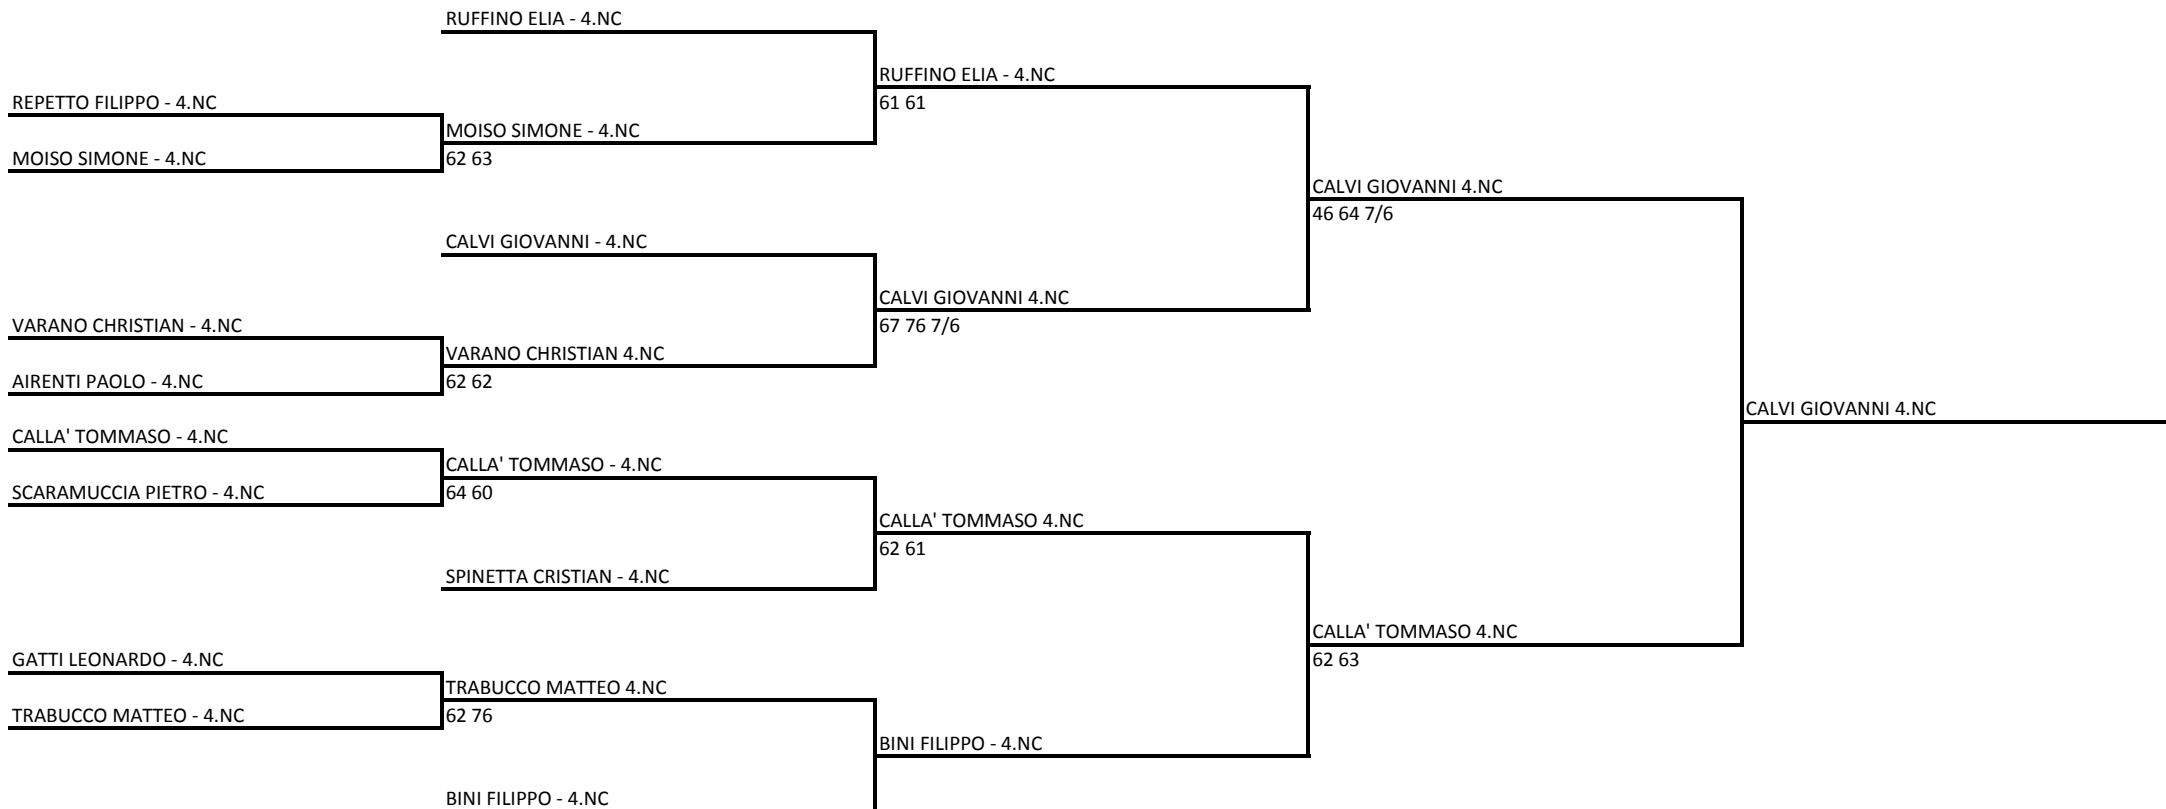 RUFFINO ELIA - 4.NC
RUFFINO ELIA - 4.NC
REPETTO FILIPPO - 4.NC
61 61
MOISO SIMONE - 4.NC
MOISO SIMONE - 4.NC
62 63
CALVI GIOVANNI 4.NC
46 64 7/6
CALVI GIOVANNI - 4.NC
CALVI GIOVANNI 4.NC
VARANO CHRISTIAN - 4.NC
67 76 7/6
VARANO CHRISTIAN 4.NC
AIRENTI PAOLO - 4.NC
62 62
CALVI GIOVANNI 4.NC
CALLA' TOMMASO - 4.NC
CALLA' TOMMASO - 4.NC
SCARAMUCCIA PIETRO - 4.NC
64 60
CALLA' TOMMASO 4.NC
62 61
SPINETTA CRISTIAN - 4.NC
CALLA' TOMMASO 4.NC
GATTI LEONARDO - 4.NC
62 63
TRABUCCO MATTEO 4.NC
TRABUCCO MATTEO - 4.NC
62 76
BINI FILIPPO - 4.NC
BINI FILIPPO - 4.NC